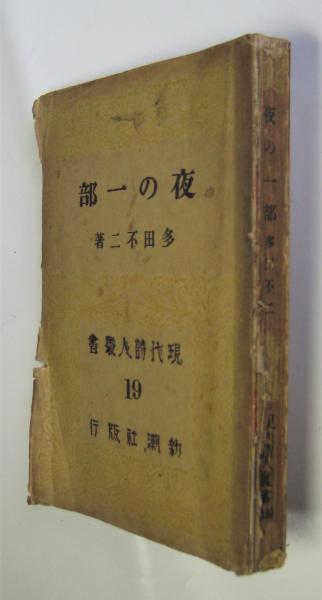 夜の一部
多田不二著
現代詩人叢書
19
新潮社版行
夜の一部 多田不二